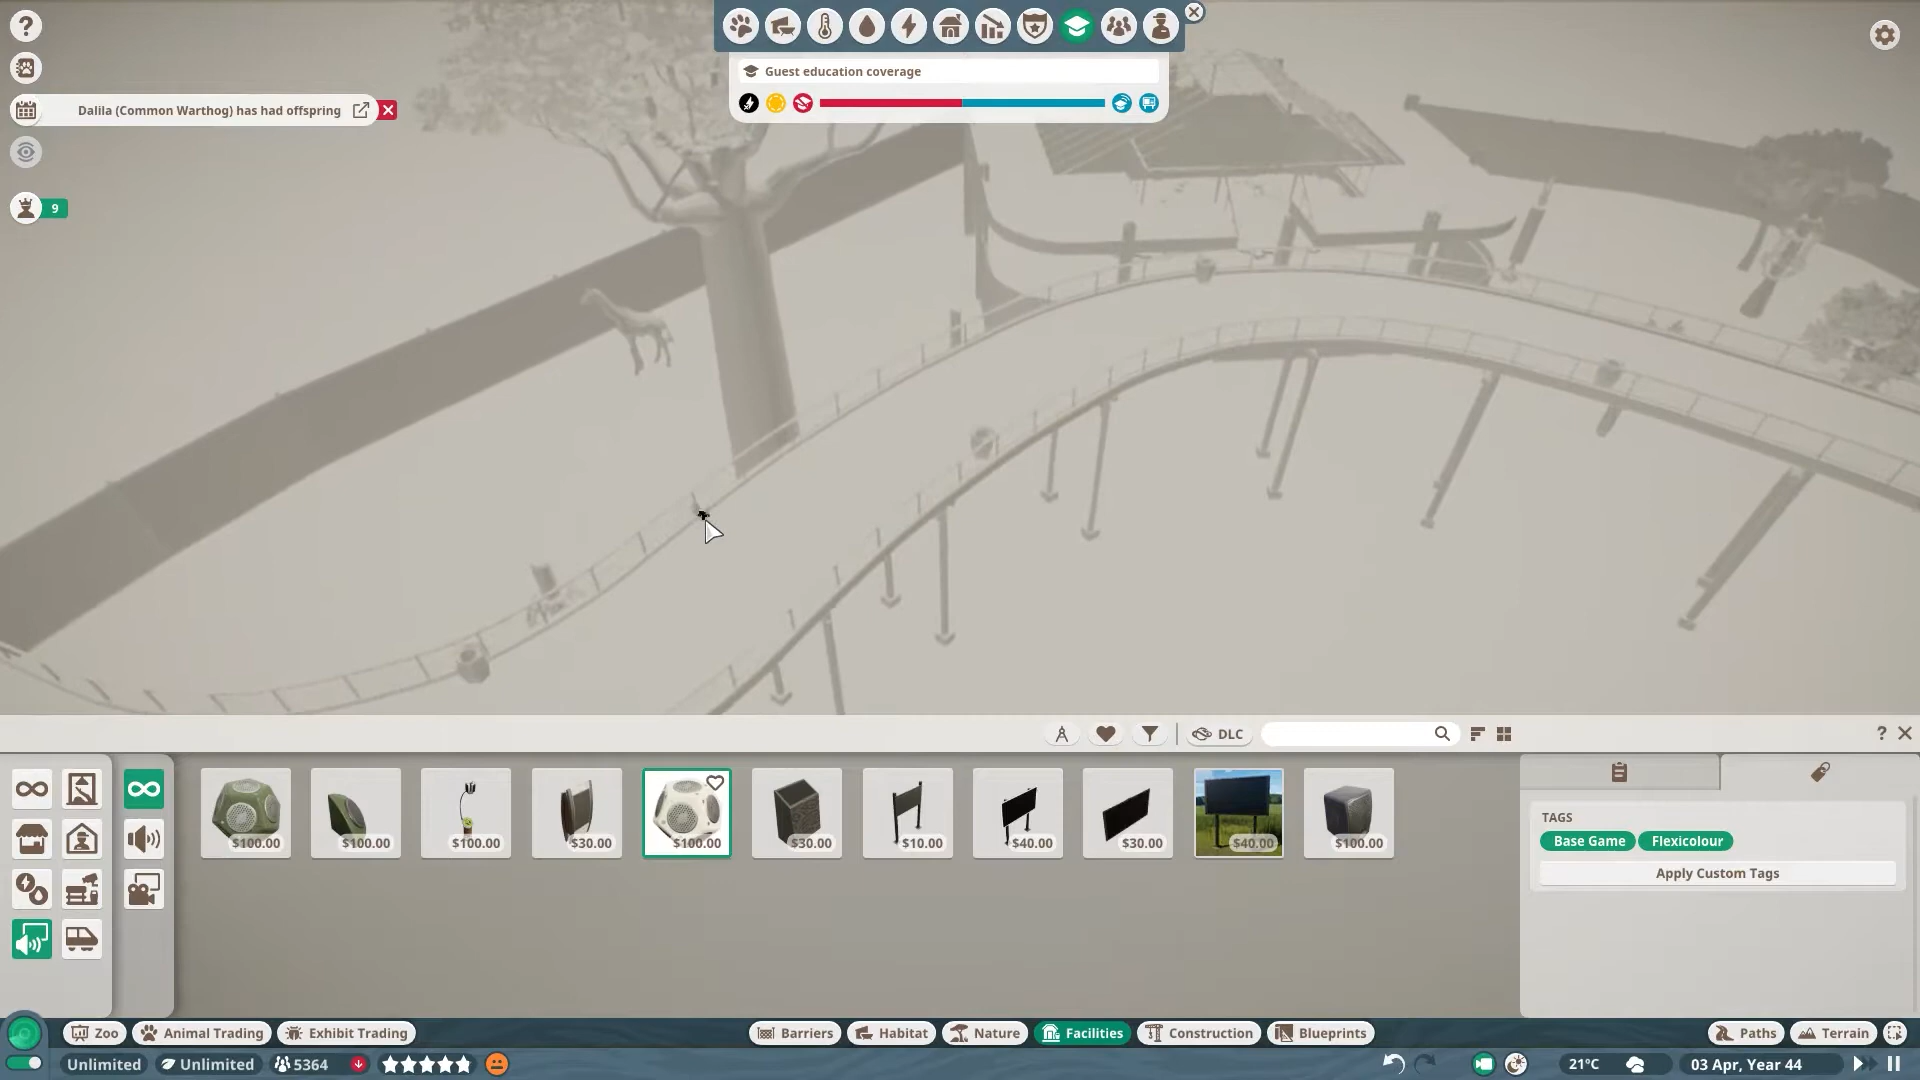 Guest education coverage
Dalila (Common Warthog) has had offspring
9
DLC
$100.00
$100.00
$100.00
$30.00
$100.00
$30.00
$10.00
$40.00
$30.00
$40.00
$100.00
TAGS
Base Game
Flexicolour
Apply Custom Tags
Zoo
Animal Trading
Exhibit Trading
Barriers
Habitat
Nature
Facilities
Construction
Blueprints
Paths
Terrain
Unlimited
Unlimited
5364
21°C
03 Apr, Year 44